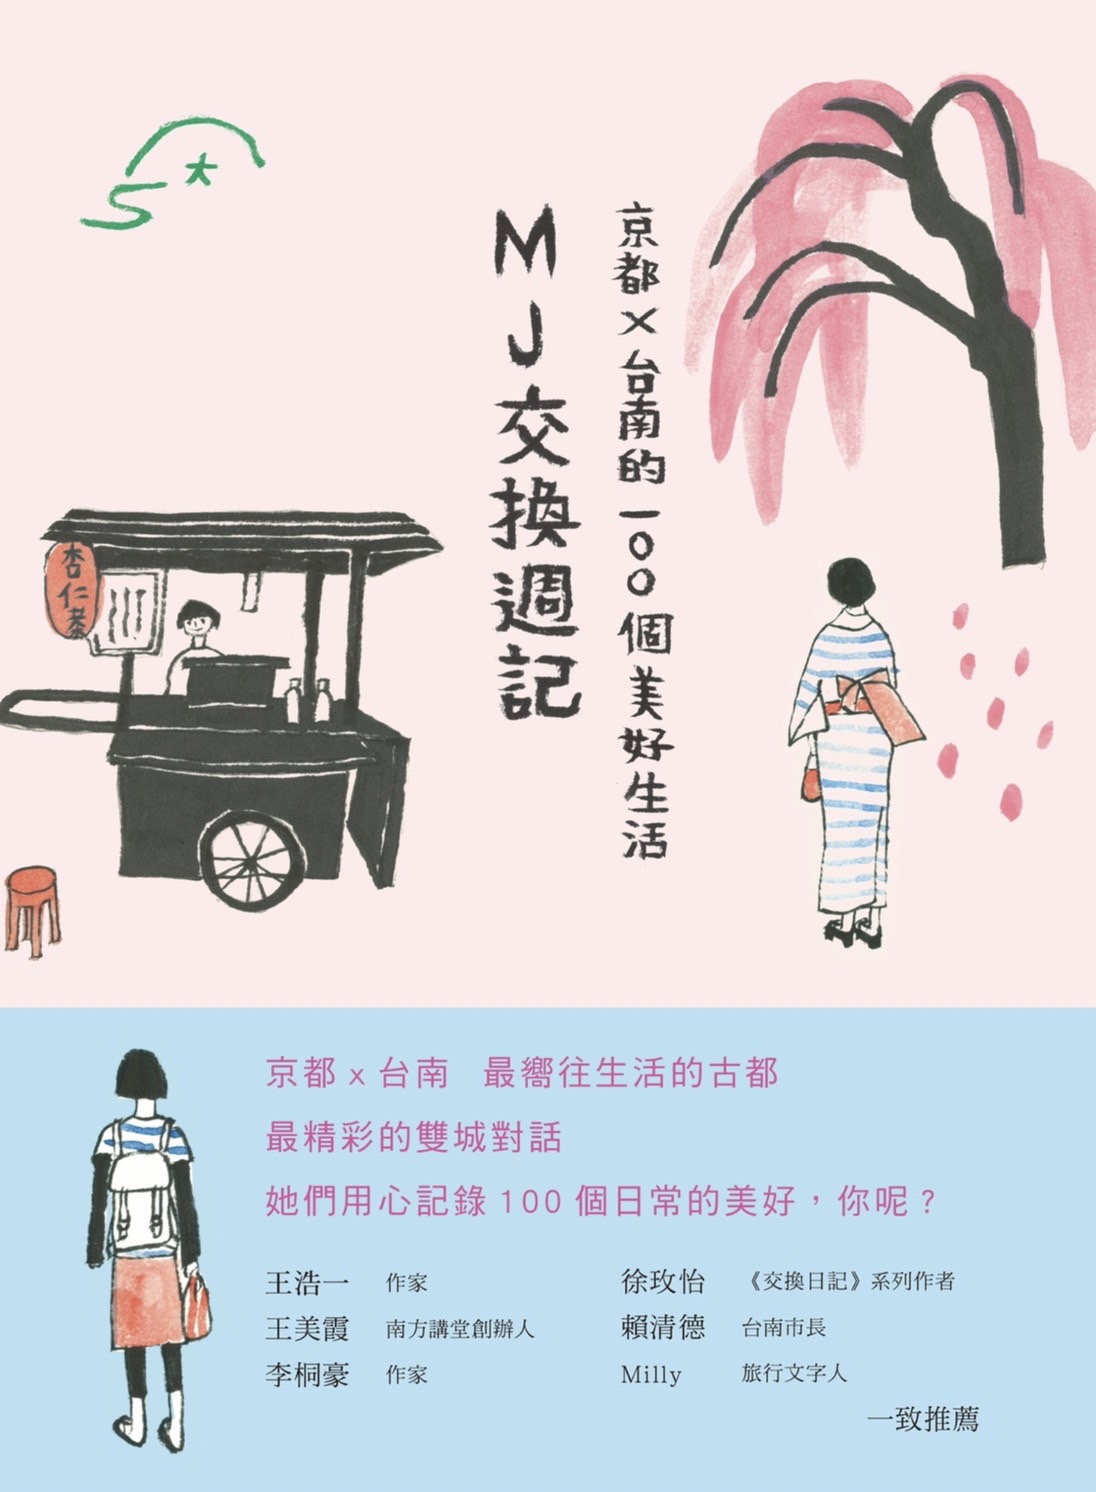 大
京都×台南的一00個美好生活
MJ交換週記
杏仁茶
京都 x 台南 最嚮往生活的古都
最精彩的雙城對話
她們用心記錄 100 個日常的美好，你呢？
王浩一 作家
王美霞 南方講堂創辦人
李桐豪 作家
徐玫怡 《交換日記》系列作者
賴清德 台南市長
Milly 旅行文字人
一致推薦